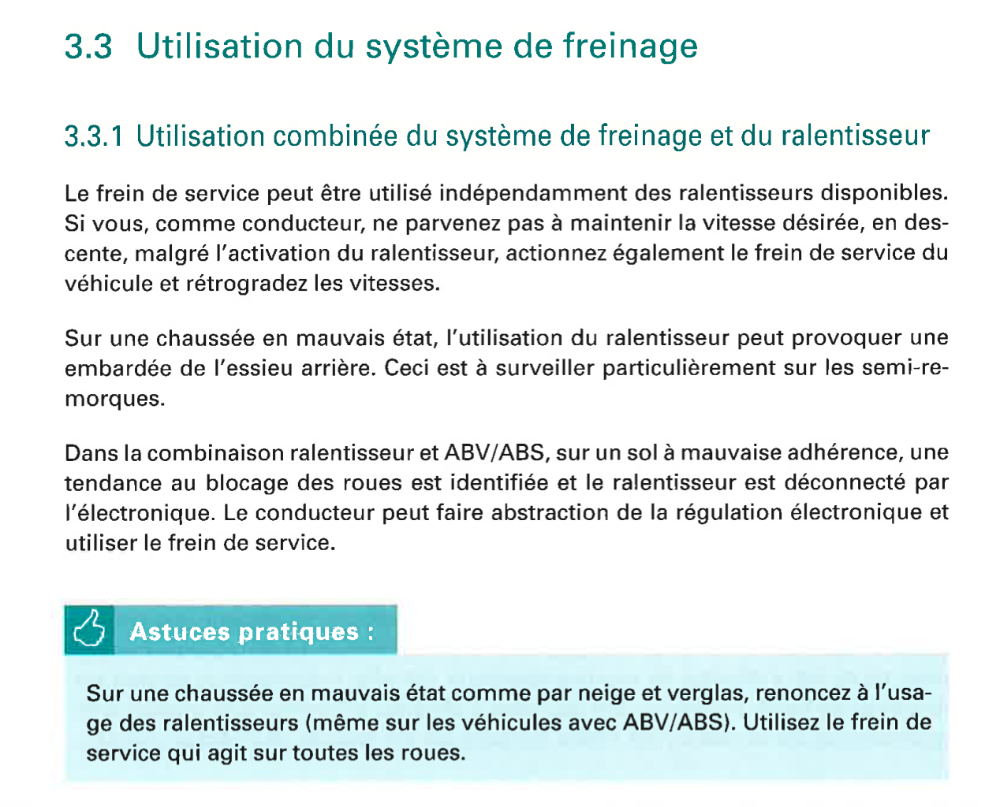 3.3 Utilisation du système de freinage
3.3.1 Utilisation combinée du système de freinage et du ralentisseur
Le frein de service peut être utilisé indépendamment des ralentisseurs disponibles.
Si vous, comme conducteur, ne parvenez pas à maintenir la vitesse désirée, en des-
cente, malgré l'activation du ralentisseur, actionnez également le frein de service du
véhicule et rétrogradez les vitesses.
Sur une chaussée en mauvais état, l'utilisation du ralentisseur peut provoquer une
embardée de l'essieu arrière. Ceci est à surveiller particulièrement sur les semi-re-
morques.
Dans la combinaison ralentisseur et ABV/ABS, sur un sol à mauvaise adhérence, une
tendance au blocage des roues est identifiée et le ralentisseur est déconnecté par
l'électronique. Le conducteur peut faire abstraction de la régulation électronique et
utiliser le frein de service.
Astuces pratiques :
Sur une chaussée en mauvais état comme par neige et verglas, renoncez à l'usa-
ge des ralentisseurs (même sur les véhicules avec ABV/ABS). Utilisez le frein de
service qui agit sur toutes les roues.